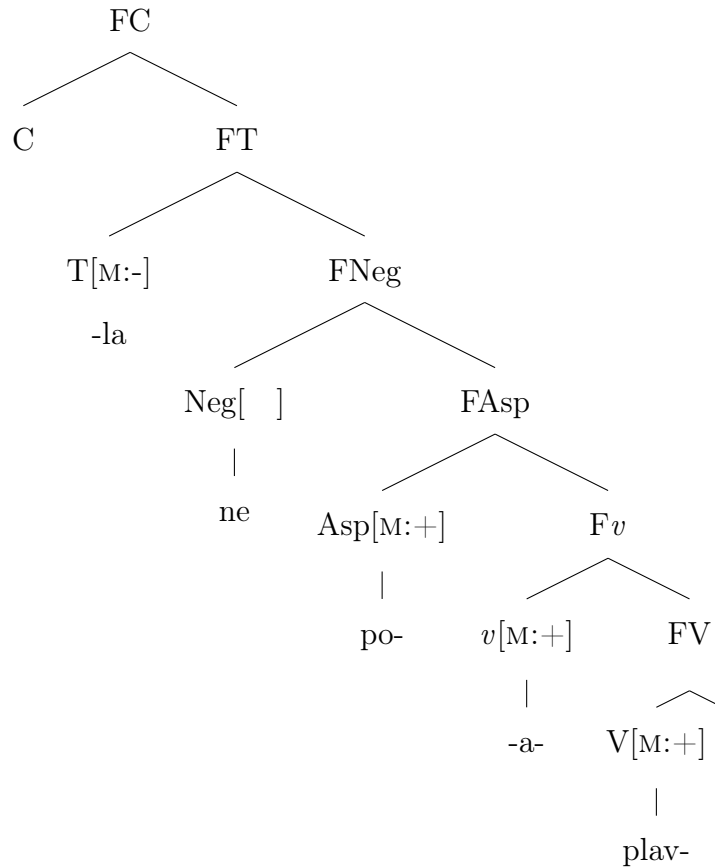 FC
C FT
T[M:-] FNeg
-la
Neg[ ] FAsp
ne Asp[M:+] Fv
po- v[M:+] FV
-a- V[M:+]
plav-